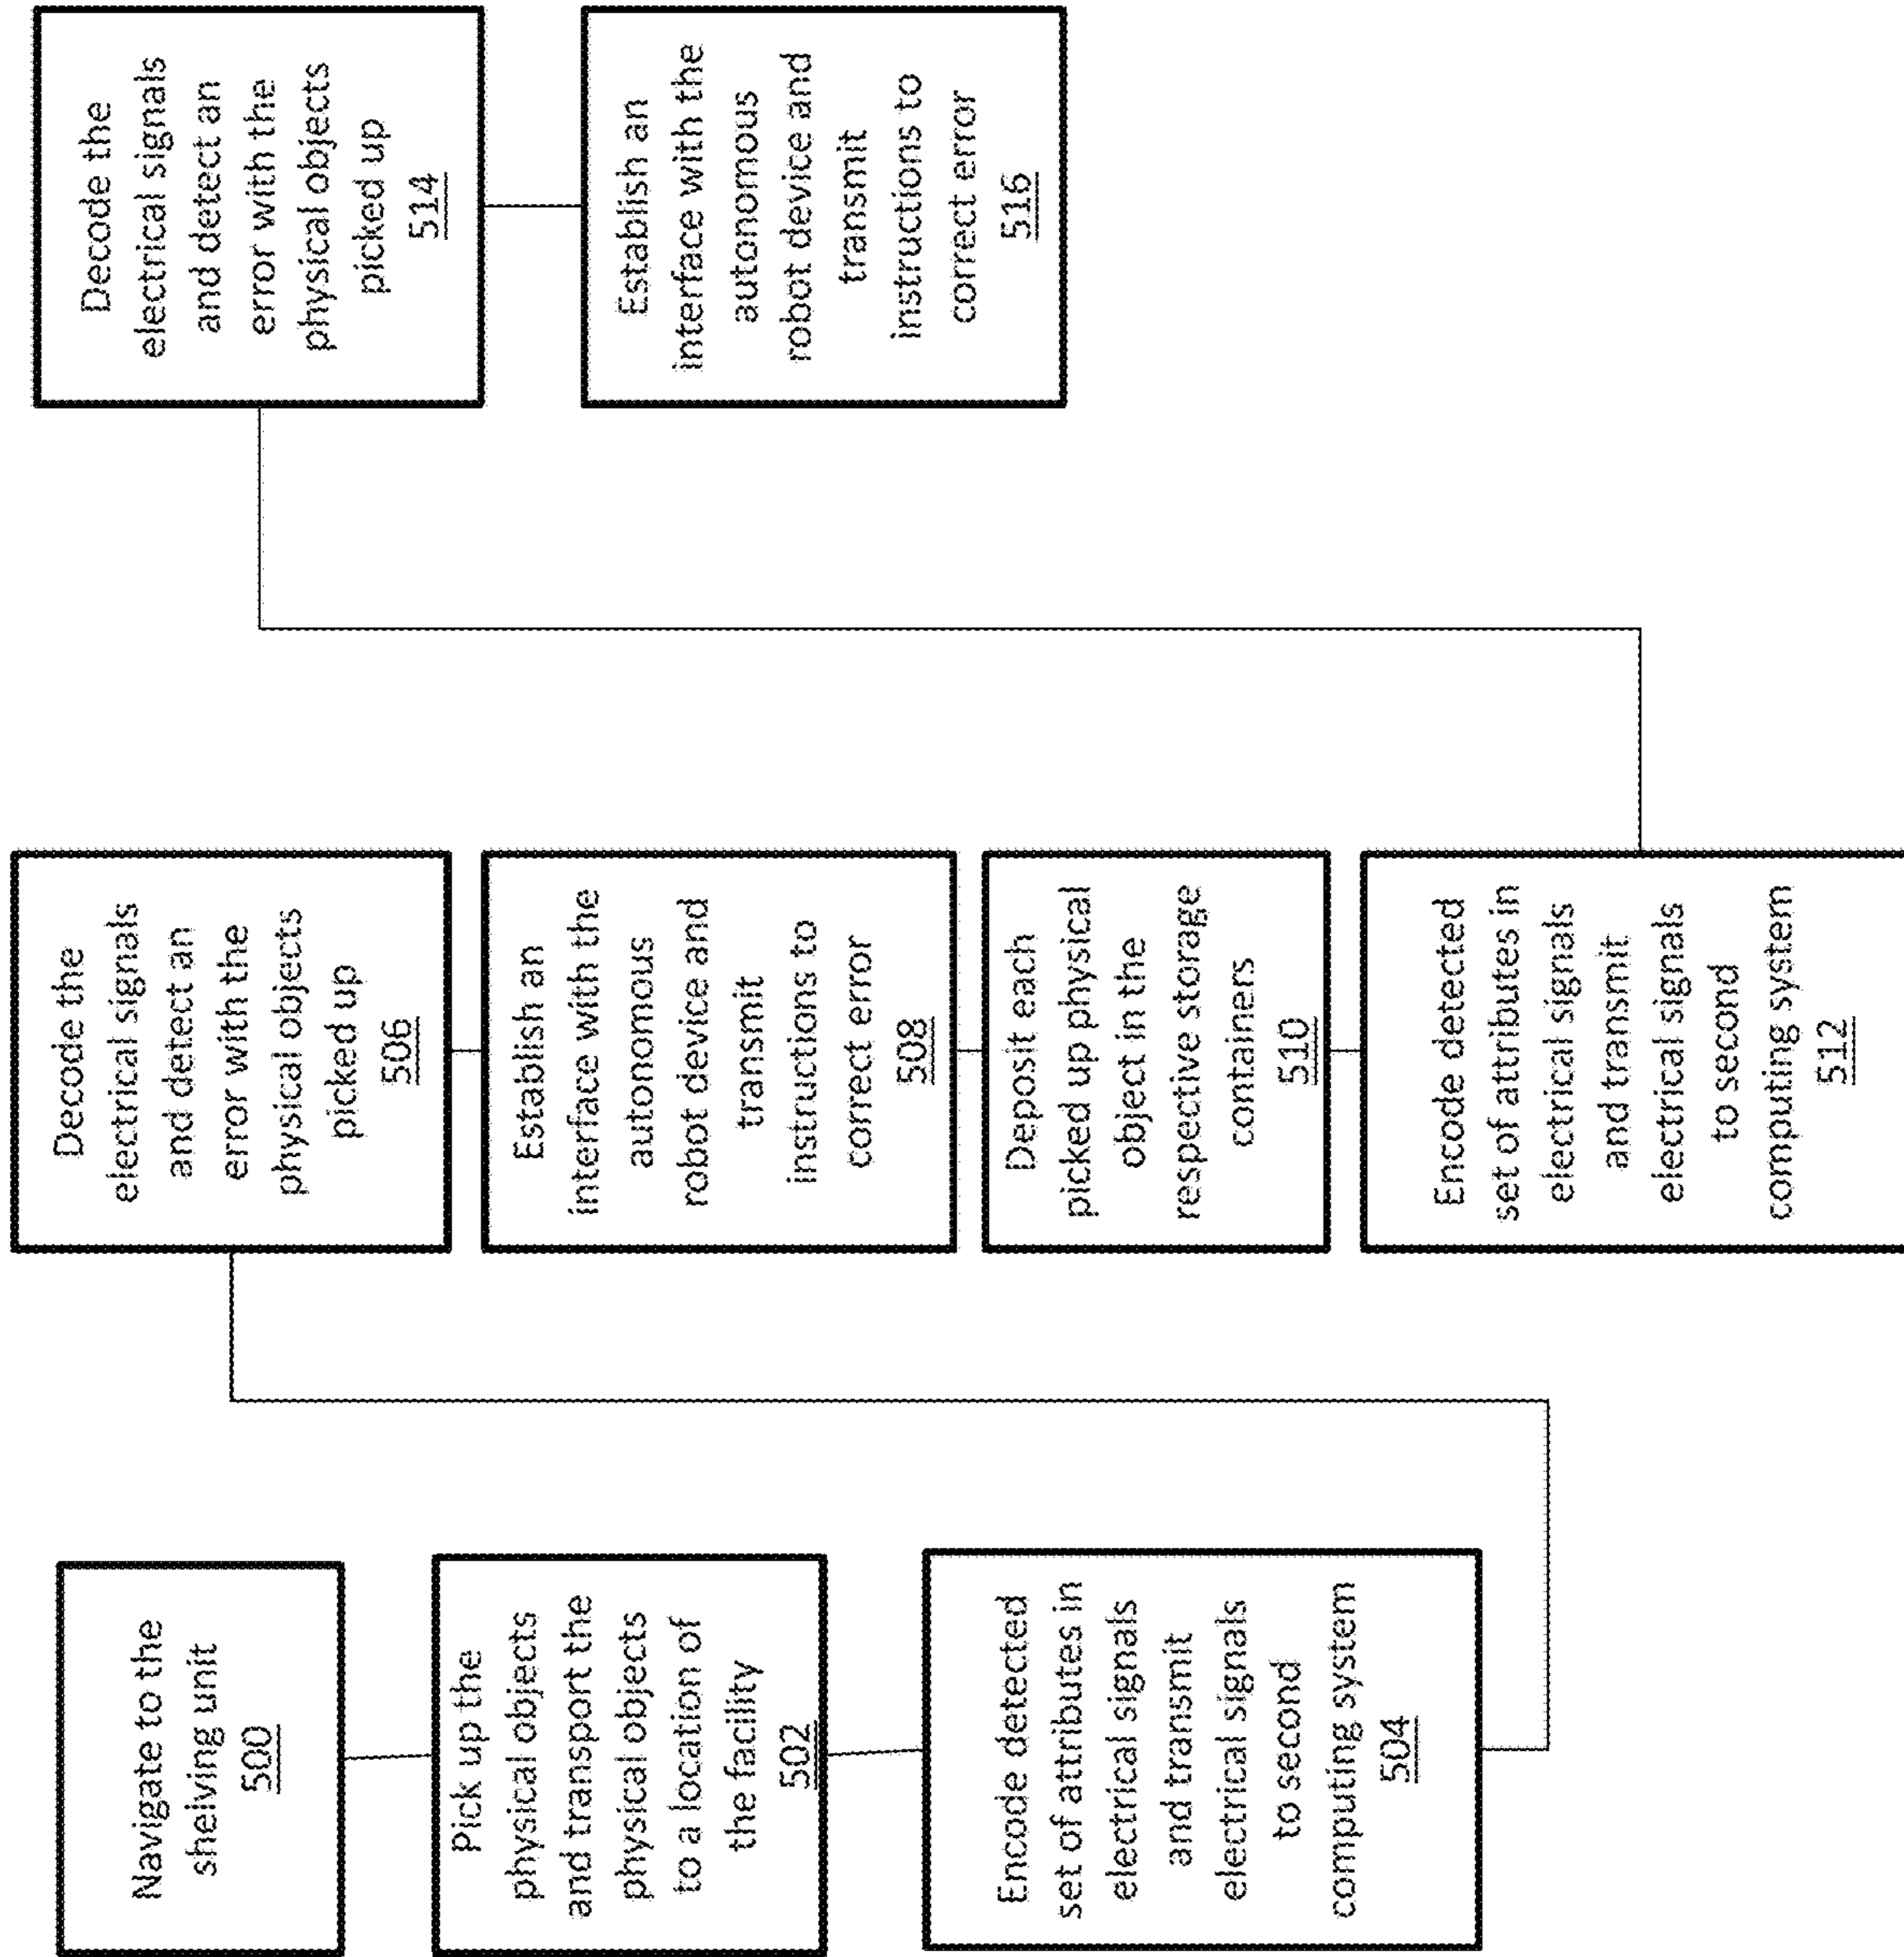 Navigate to the
shelving unit
500
Pick up the
physical objects
and transport the
physical objects
to a location of
the facility
502
Encode detected
set of attributes in
electrical signals
and transmit
electrical signals
to second
computing system
504
Decode the
electrical signals
and detect an
error with the
physical objects
picked up
506
Establish an
interface with the
autonomous
robot device and
transmit
instructions to
correct error
508
Deposit each
picked up physical
object in the
respective storage
containers
510
Encode detected
set of attributes in
electrical signals
and transmit
electrical signals
to second
computing system
512
Decode the
electrical signals
and detect an
error with the
physical objects
picked up
514
Establish an
interface with the
autonomous
robot device and
transmit
instructions to
correct error
516